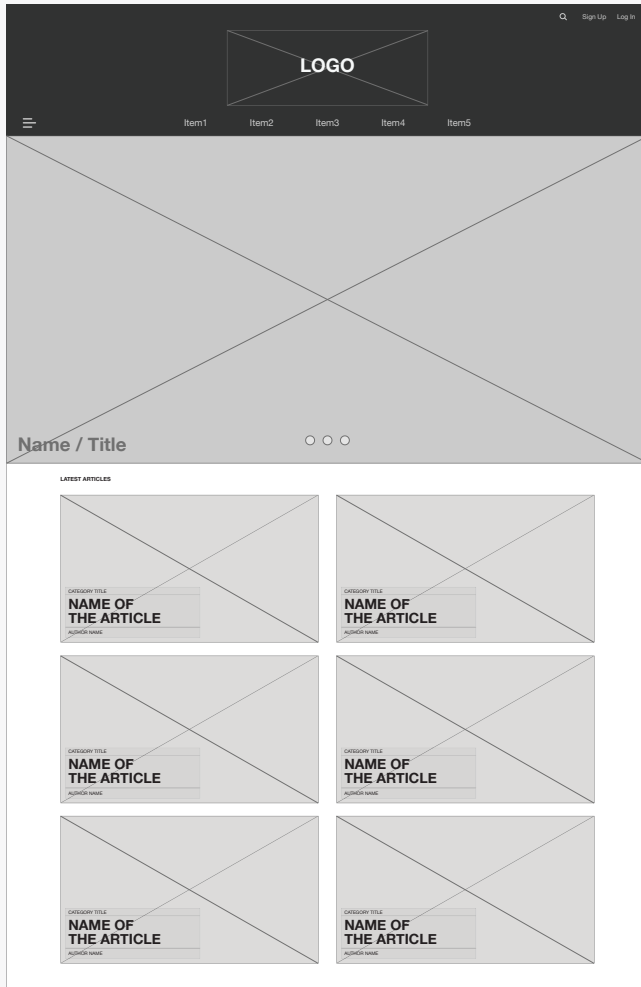 Sign Up Log In
LOGO
Item1 Item2 Item3 Item4 Item5
Name / Title
LATEST ARTICLES
CATEGORY TITLE
NAME OF
THE ARTICLE
AUTHOR NAME
CATEGORY TITLE
NAME OF
THE ARTICLE
AUTHOR NAME
CATEGORY TITLE
NAME OF
THE ARTICLE
AUTHOR NAME
CATEGORY TITLE
NAME OF
THE ARTICLE
AUTHOR NAME
CATEGORY TITLE
NAME OF
THE ARTICLE
AUTHOR NAME
CATEGORY TITLE
NAME OF
THE ARTICLE
AUTHOR NAME